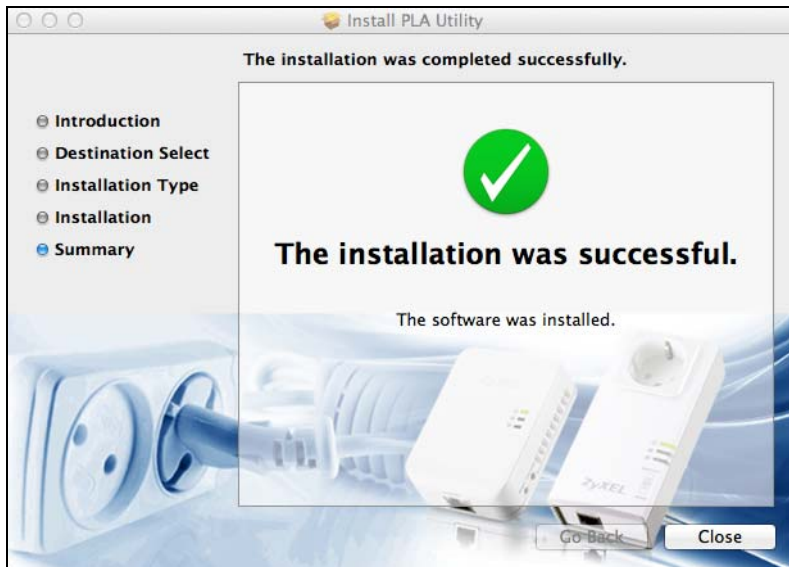 Install PLA Utility
The installation was completed successfully.
Introduction
Destination Select
Installation Type
Installation
Summary
The installation was successful.
The software was installed.
ZyXEL
Go Back
Close